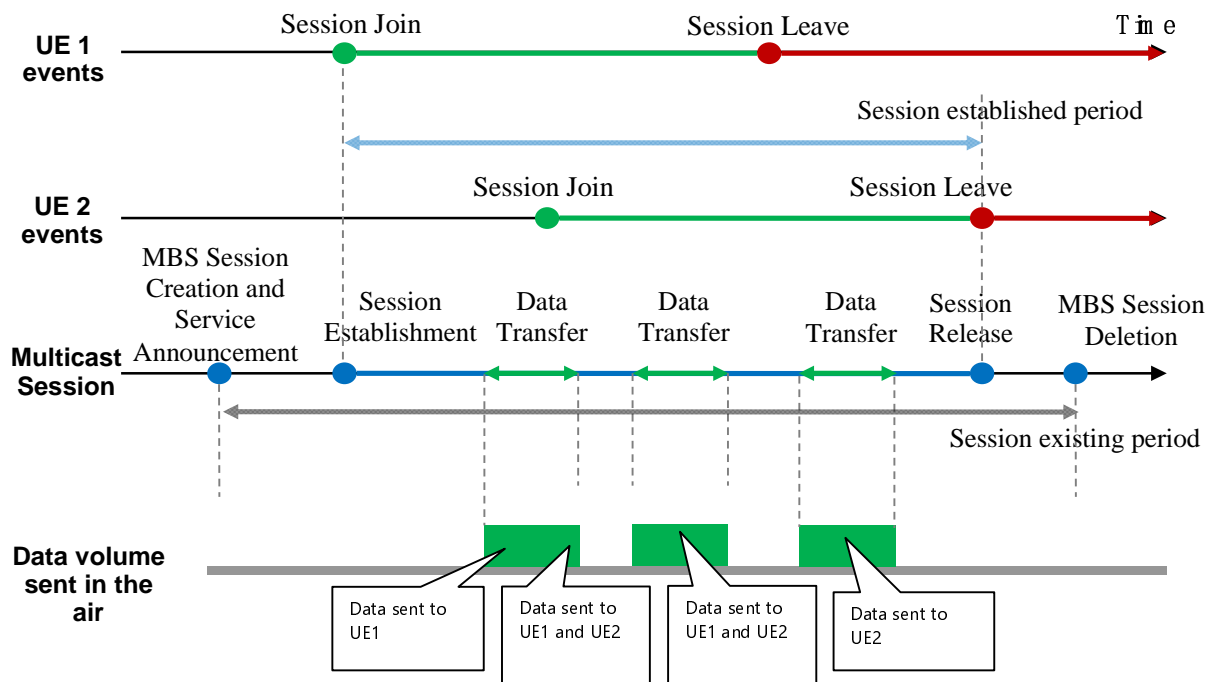 Session Join
Session Leave
Time
UE 1
events
Session established period
Session Join
Session Leave
UE 2
events
MBS Session
Creation and
Service
Announcement
Session
Establishment
Data
Transfer
Data
Transfer
Data
Transfer
Session
Release
MBS Session
Deletion
Multicast
Session
Session existing period
Data volume
sent in the
air
Data sent to
UE1
Data sent to
UE1 and UE2
Data sent to
UE1 and UE2
Data sent to
UE2